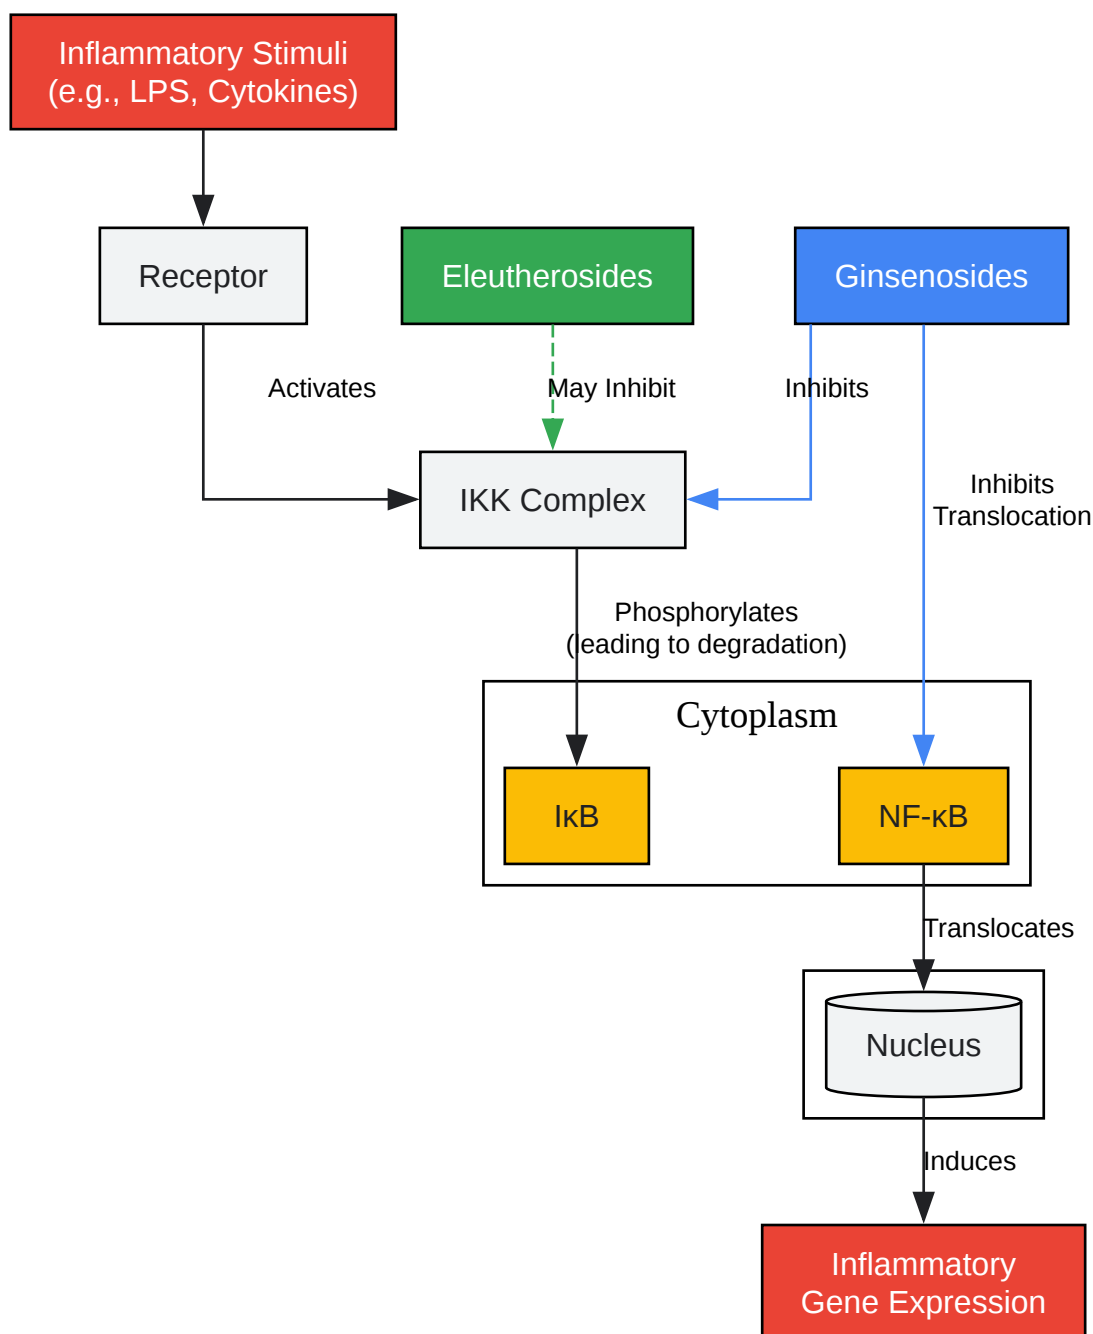 Inflammatory Stimuli
(e.g., LPS, Cytokines)
Receptor
Eleutherosides
Ginsenosides
Activates
May Inhibit
Inhibits
IKK Complex
Inhibits
Translocation
Phosphorylates
(leading to degradation)
Cytoplasm
IκB
NF-κB
Translocates
Nucleus
Induces
Inflammatory
Gene Expression